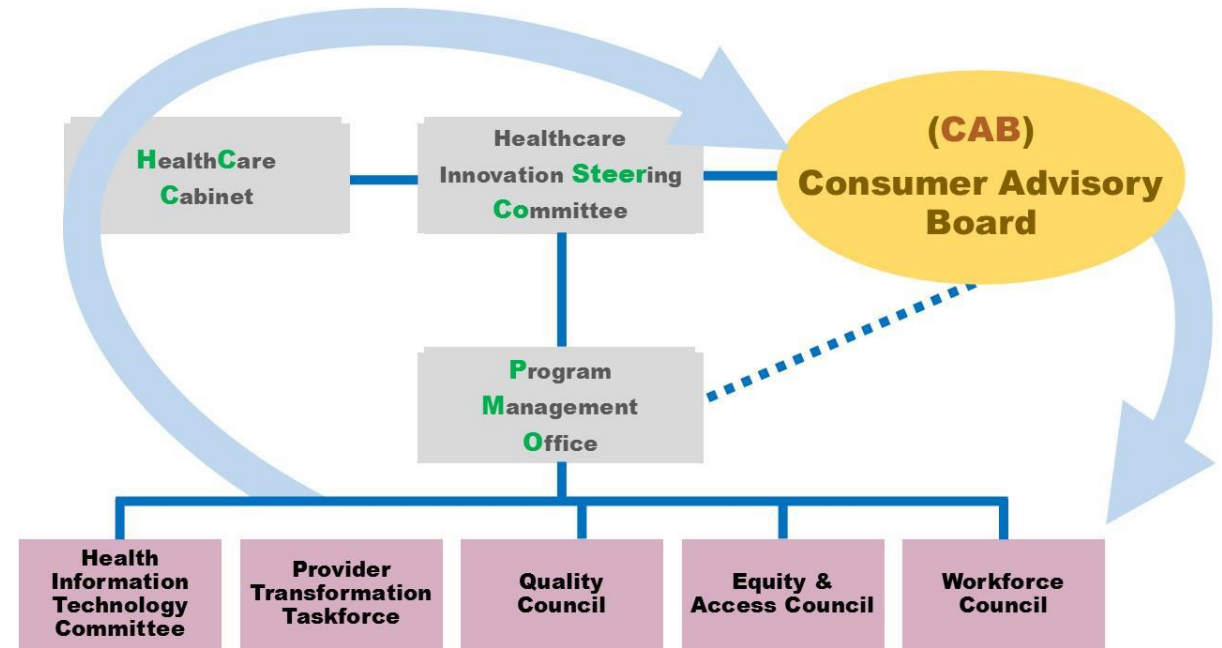 HealthCare
Cabinet
Healthcare
Innovation Steering
Committee
(CAB)
Consumer Advisory
Board
Program
Management
Office
Health
Information
Technology
Committee
Provider
Transformation
Taskforce
Quality
Council
Equity &
Access Council
Workforce
Council